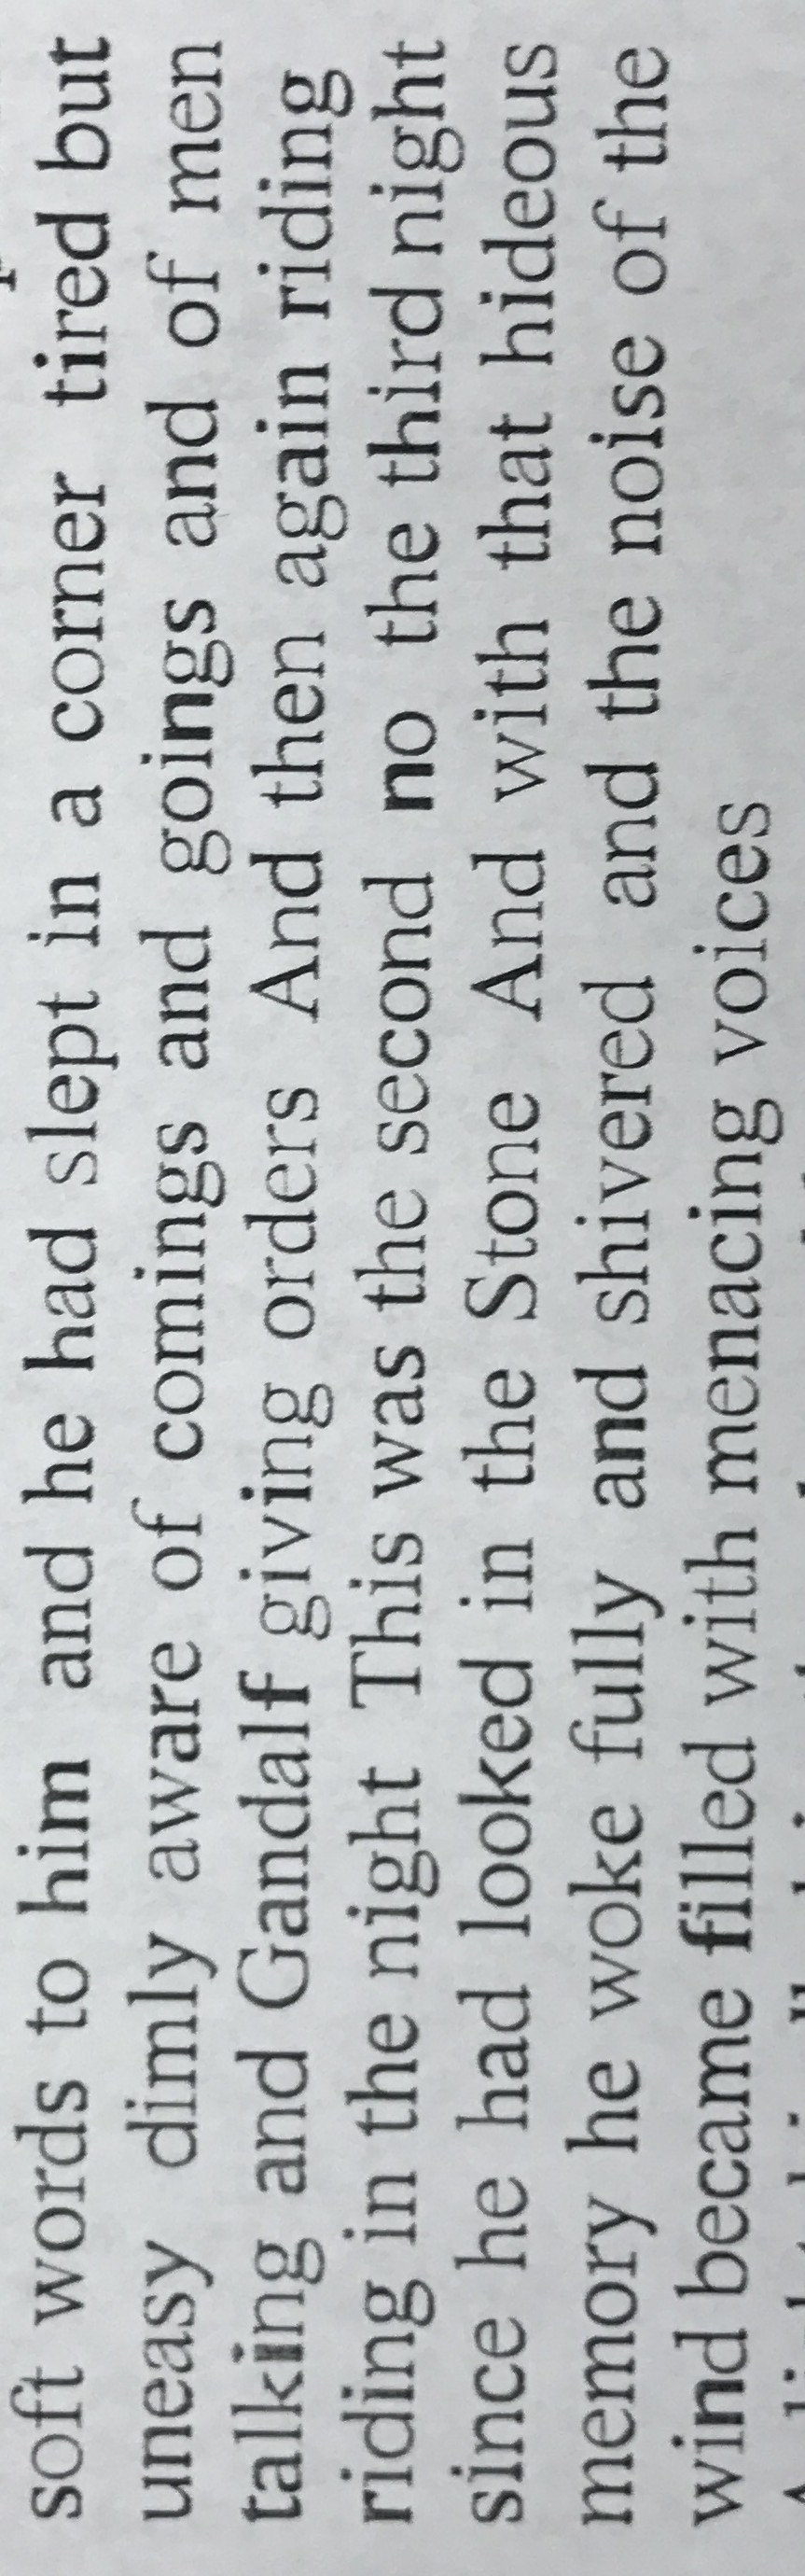 soft words to him and he had slept in a corner tired but
uneasy dimly aware of comings and goings and of men
talking and Gandalf giving orders And then again riding
riding in the night This was the second no the third night
since he had looked in the Stone And with that hideous
memory he woke fully and shivered and the noise of the
wind became filled with menacing voices